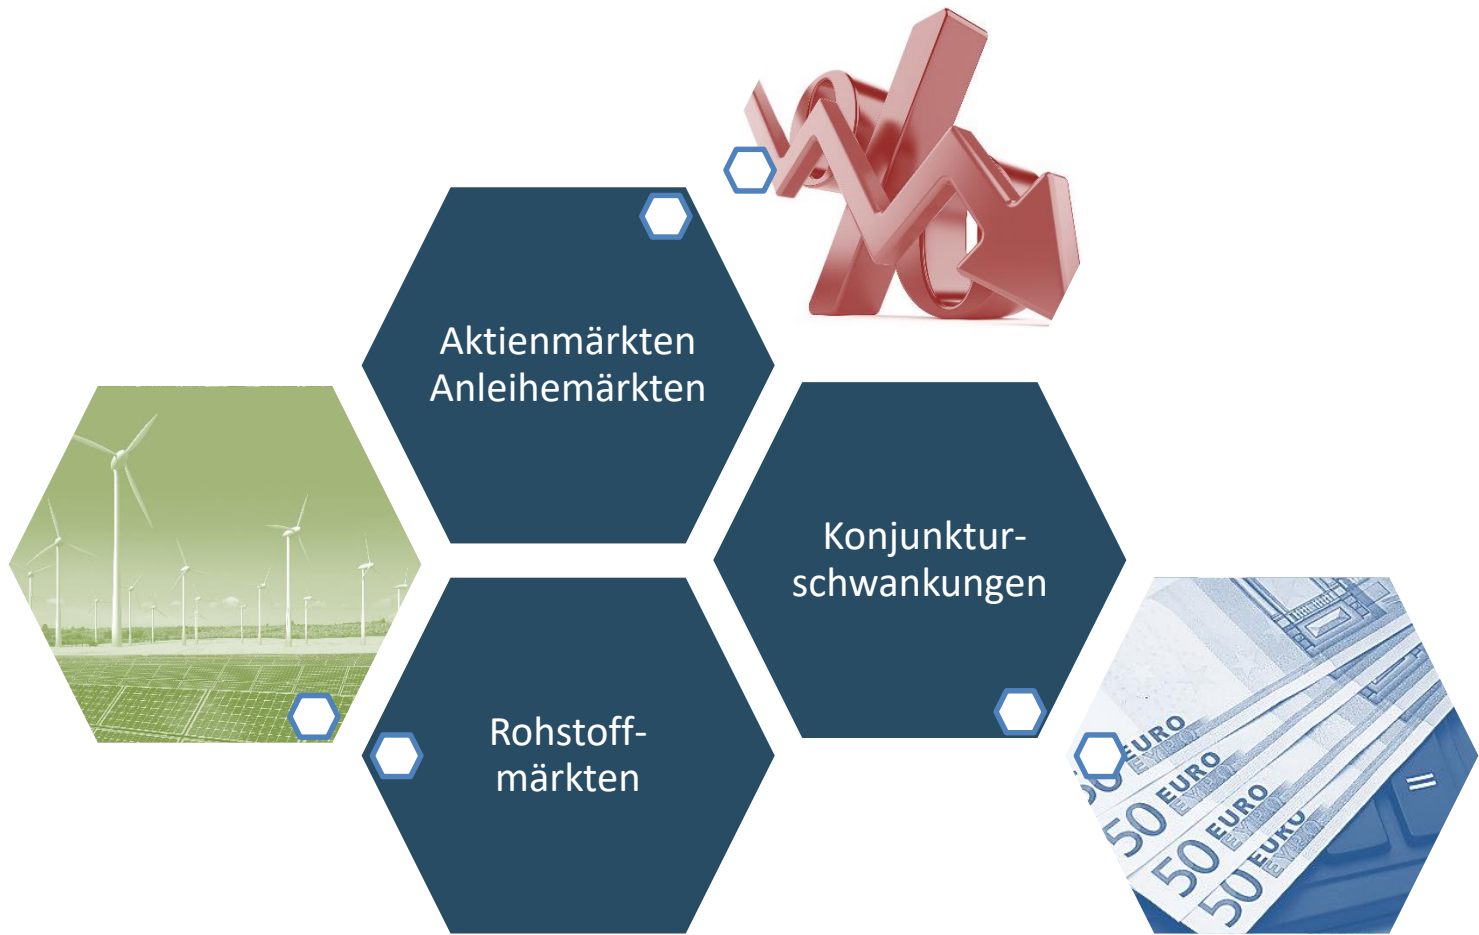 Aktienmärkten
Anleihemärkten
Konjunktur-
schwankungen
Rohstoff-
märkten
EURO
50 EURO
50 EURO
50 EURO
=